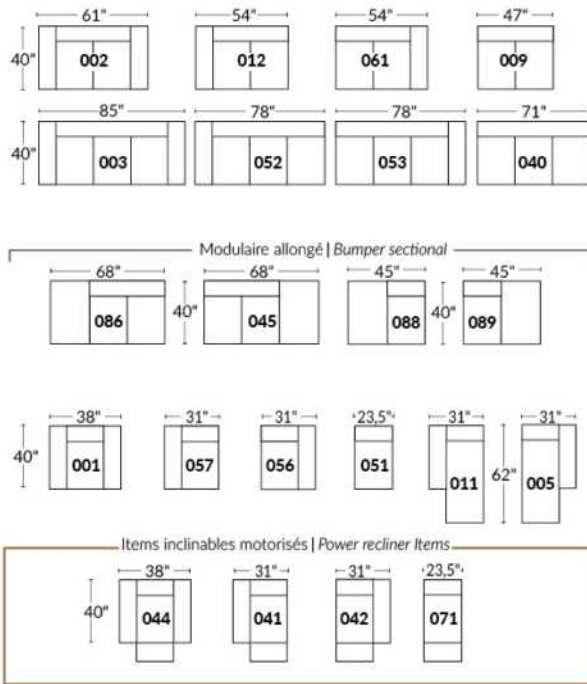 61" 54" 54" 47"
40" 002 012 061 009
85" 78" 78" 71"
40" 003 052 053 040
Modulaire allongé | Bumper sectional
68" 68" 45" 45"
086 40" 045 088 40" 089
38" 31" 31" 23,5" 31" 31"
40" 001 057 056 051 011 62" 005
Items inclinables motorisés | Power recliner Items
38" 31" 31" 23,5"
40" 044 041 042 071